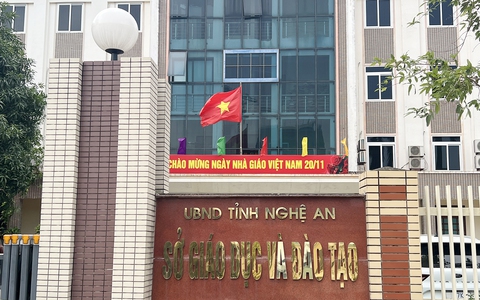 CHÀO MỪNG NGÀY NHÀ GIÁO VIỆT NAM 20/11
UBND TỈNH NGHỆ AN
SỞ GIÁO DỤC VÀ ĐÀO TẠO